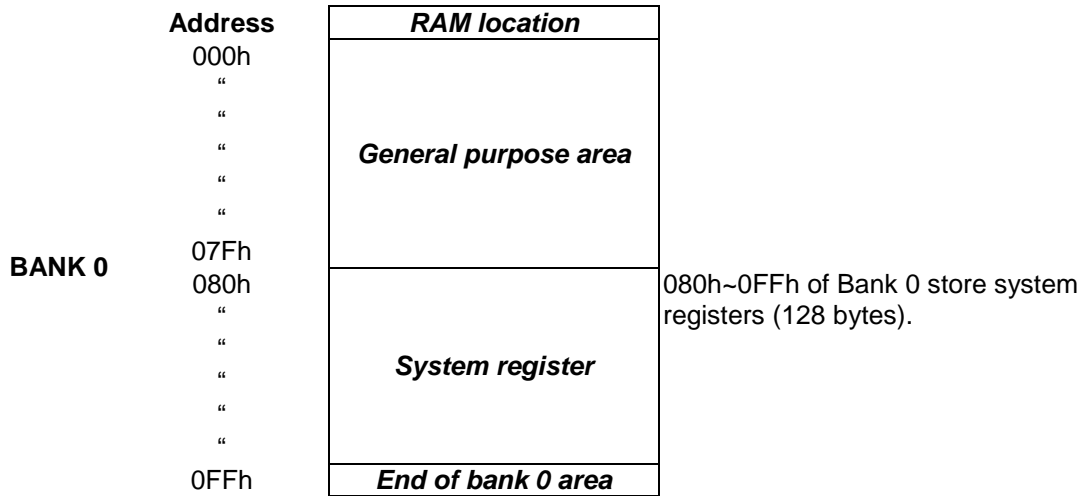 Address RAM location
000h
“
“
“ General purpose area
“
“
07Fh
BANK 0
080h 080h~0FFh of Bank 0 store system
“ registers (128 bytes).
“
“ System register
“
“
0FFh End of bank 0 area